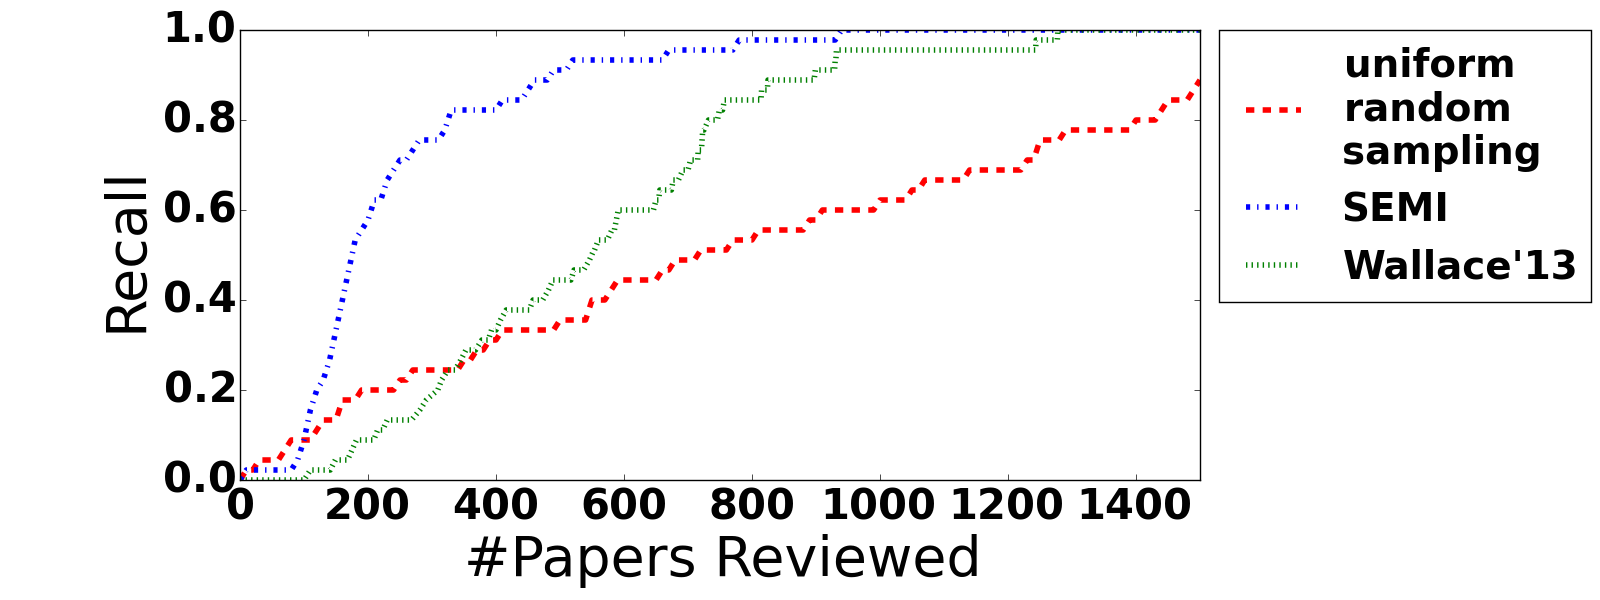 1.0
0.8
0.6
0.4
0.2
0.0
Recall
0 200 400 600 800 1000 1200 1400
#Papers Reviewed
uniform
random
sampling
SEMI
Wallace'13